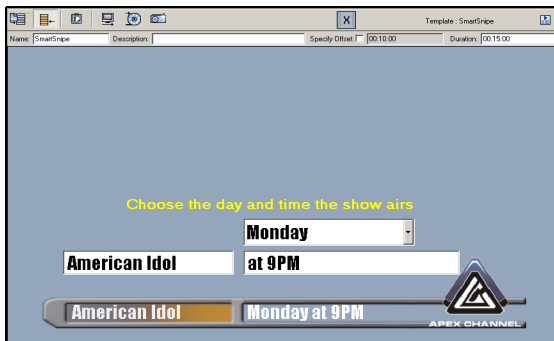 X
Template : SmartSnipe
Name: SmartSnipe Description: Specify Offset: 00:10.00 Duration: 00:15.00
Choose the day and time the show airs
Monday
American Idol at 9PM
American Idol Monday at 9PM
APEX CHANNEL